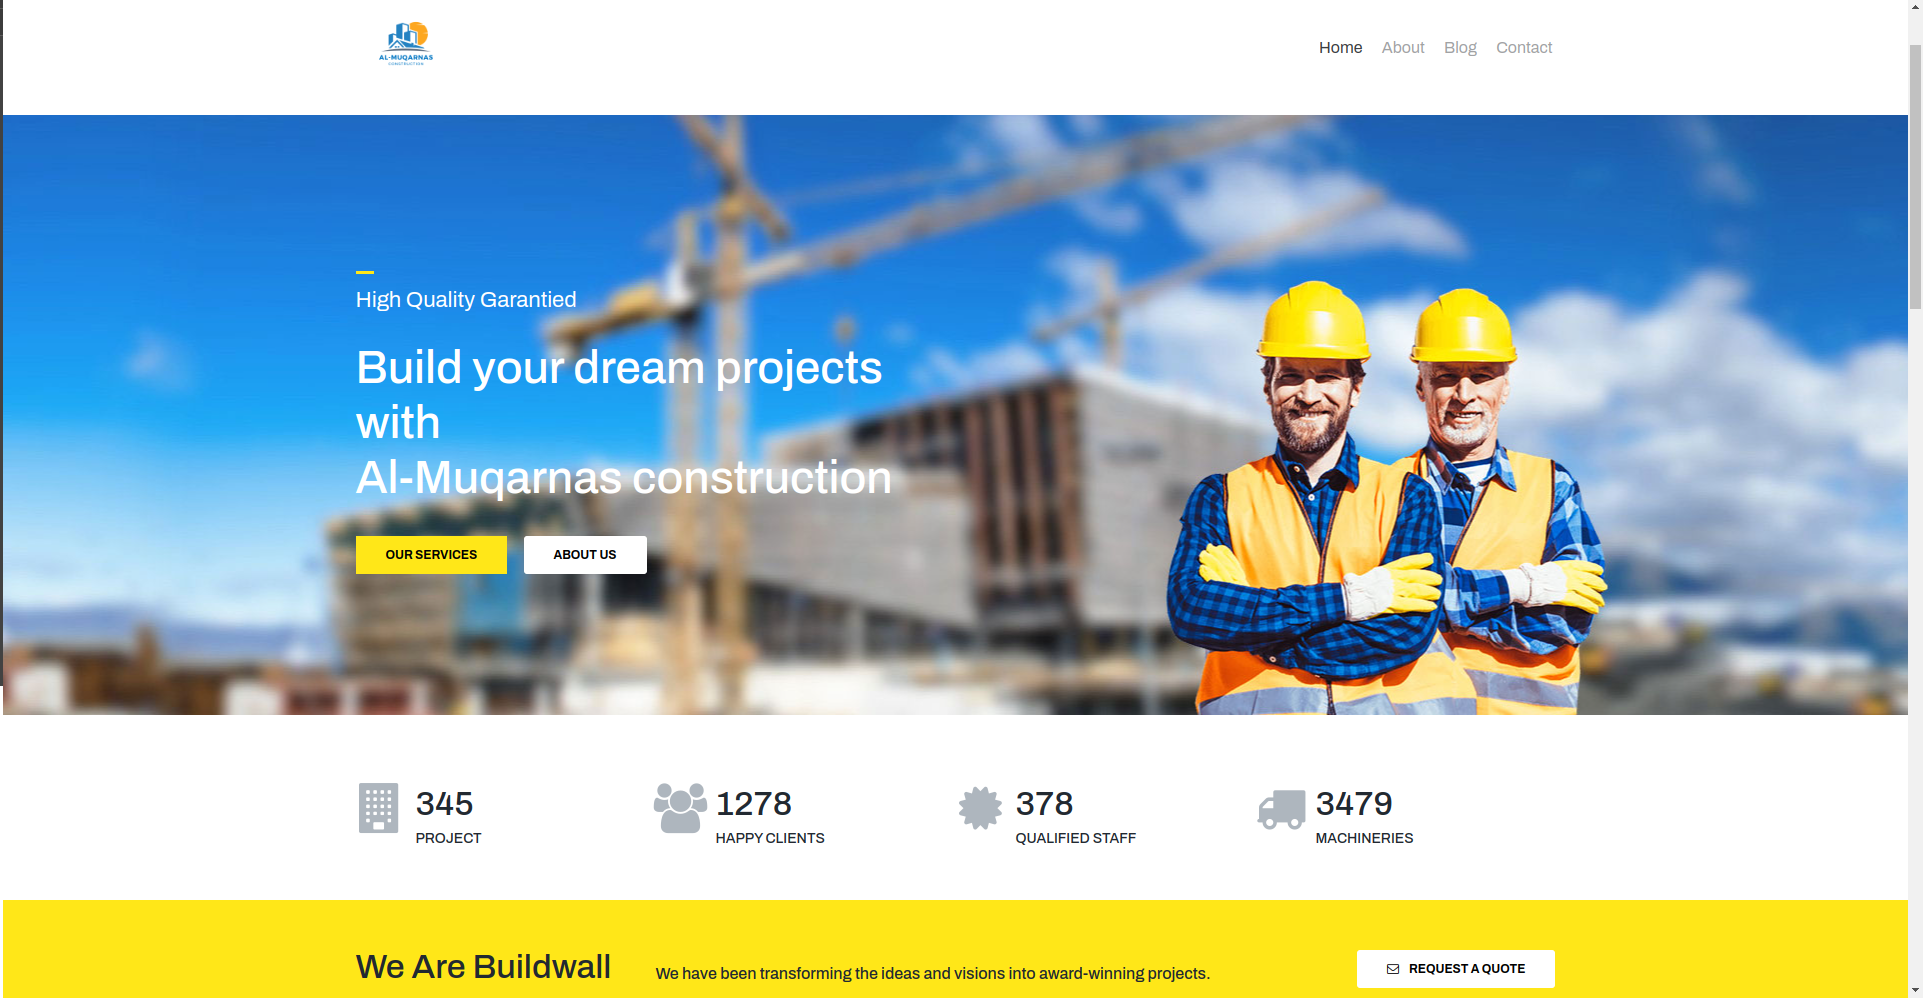 AL-MUQARNAS
CONSTRUCTION
Home About Blog Contact
High Quality Garantied
Build your dream projects
with
Al-Muqarnas construction
OUR SERVICES ABOUT US
345
PROJECT
1278
HAPPY CLIENTS
378
QUALIFIED STAFF
3479
MACHINERIES
We Are Buildwall
We have been transforming the ideas and visions into award-winning projects.
REQUEST A QUOTE